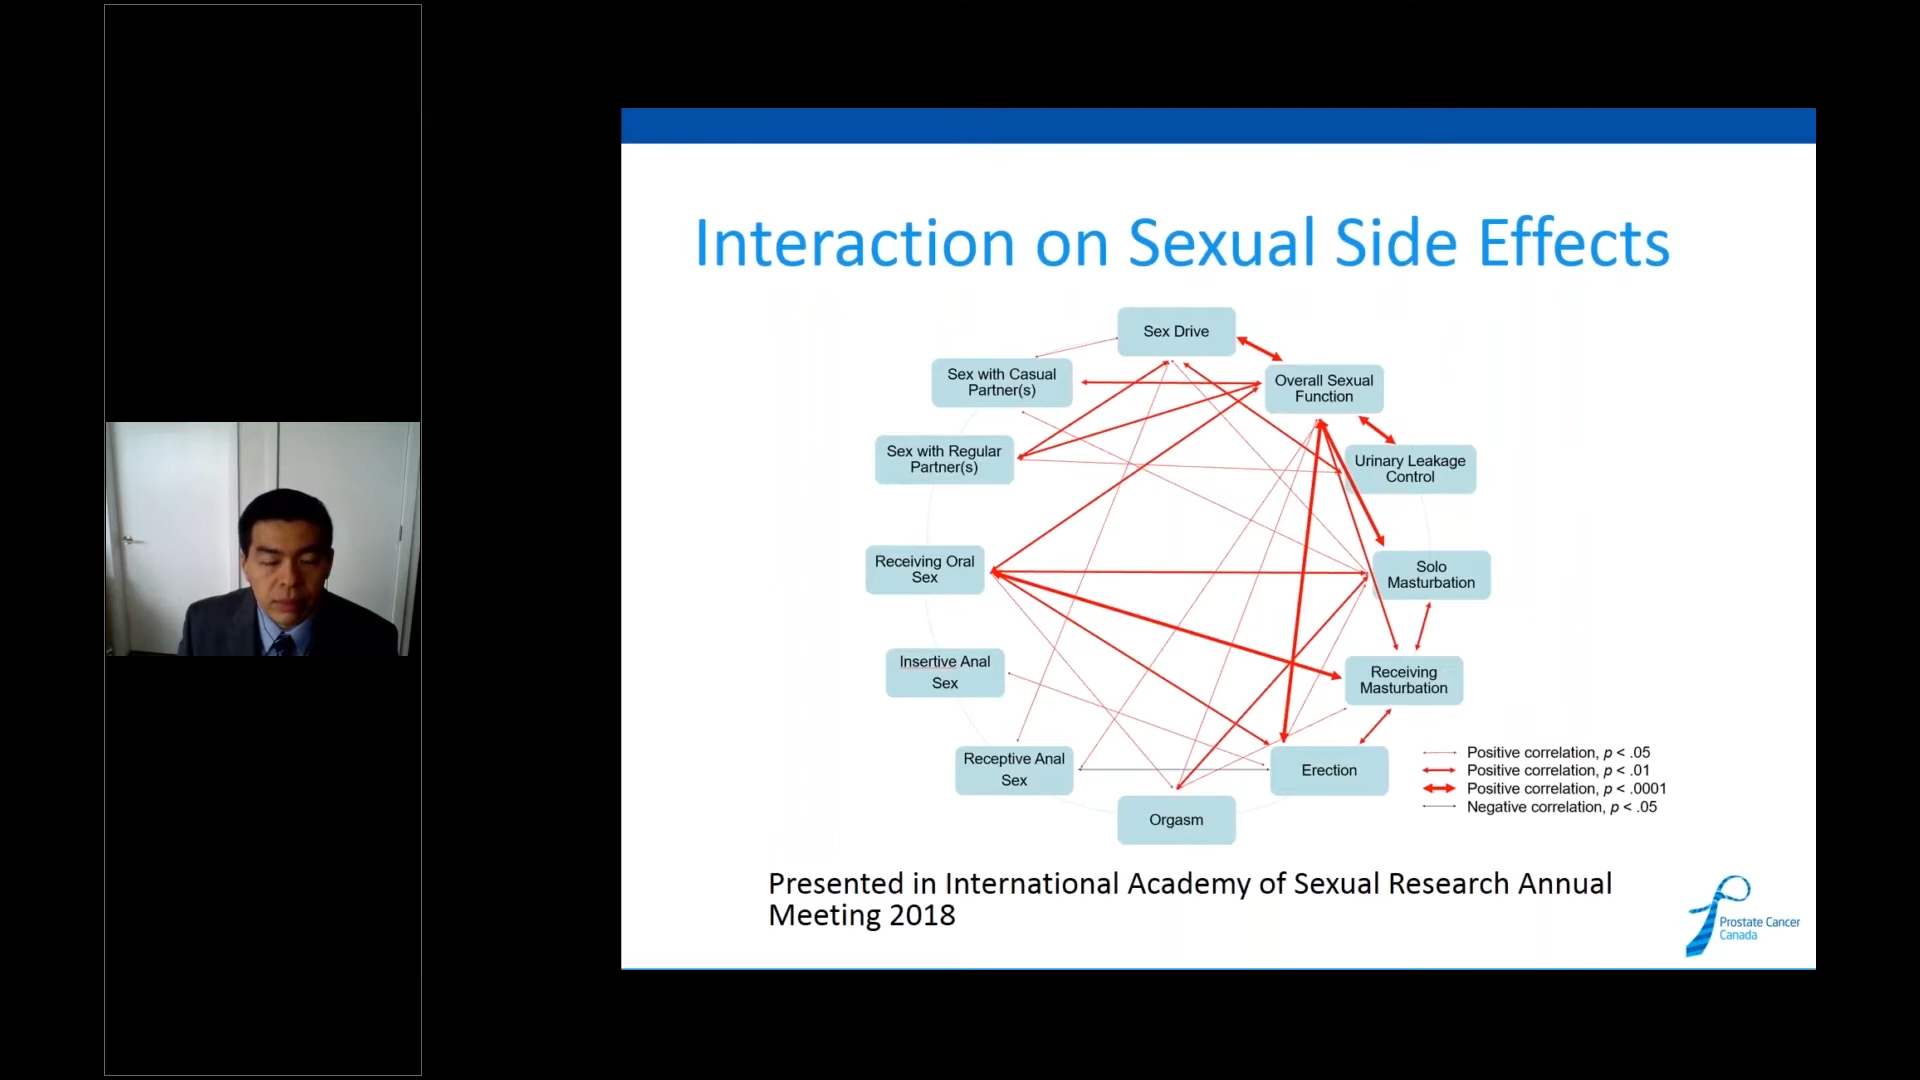 Interaction on Sexual Side Effects
Sex Drive
Sex with Casual
Partner(s)
Overall Sexual
Function
Sex with Regular
Partner(s)
Urinary Leakage
Control
Receiving Oral
Sex
Solo
Masturbation
Insertive Anal
Sex
Receiving
Masturbation
Receptive Anal
Sex
Erection
Orgasm
Positive correlation, p < .05
Positive correlation, p < .01
Positive correlation, p < .0001
Negative correlation, p < .05
Presented in International Academy of Sexual Research Annual
Meeting 2018
Prostate Cancer
Canada